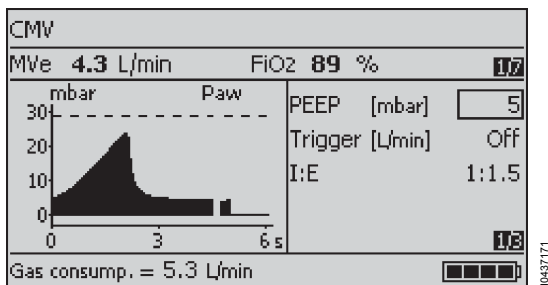 CMV
MVe 4.3 L/min FiO2 89 % 1/7
mbar Paw
30
20
10
0
0 3 6 s
PEEP [mbar] 5
Trigger [L/min] Off
I:E 1:1.5
1/3
Gas consump. = 5.3 L/min